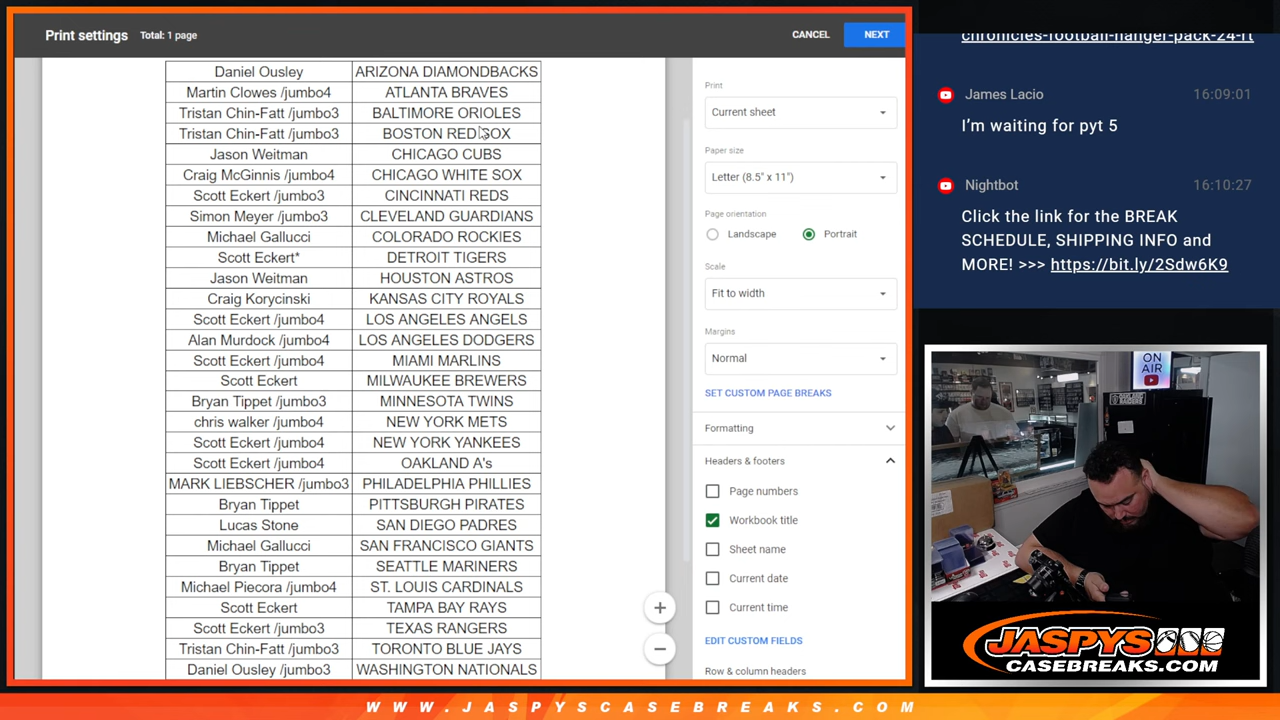 Print settings Total: 1 page CANCEL NEXT
Daniel Ousley ARIZONA DIAMONDBACKS
Martin Clowes /jumbo4 ATLANTA BRAVES
Tristan Chin-Fatt /jumbo3 BALTIMORE ORIOLES
Tristan Chin-Fatt /jumbo3 BOSTON RED SOX
Jason Weitman CHICAGO CUBS
Craig McGinnis /jumbo4 CHICAGO WHITE SOX
Scott Eckert /jumbo3 CINCINNATI REDS
Simon Meyer /jumbo3 CLEVELAND GUARDIANS
Michael Gallucci COLORADO ROCKIES
Scott Eckert* DETROIT TIGERS
Jason Weitman HOUSTON ASTROS
Craig Korycinski KANSAS CITY ROYALS
Scott Eckert /jumbo4 LOS ANGELES ANGELS
Alan Murdock /jumbo4 LOS ANGELES DODGERS
Scott Eckert /jumbo4 MIAMI MARLINS
Scott Eckert MILWAUKEE BREWERS
Bryan Tippet /jumbo3 MINNESOTA TWINS
chris walker /jumbo4 NEW YORK METS
Scott Eckert /jumbo4 NEW YORK YANKEES
Scott Eckert /jumbo4 OAKLAND A's
MARK LIEBSCHER /jumbo3 PHILADELPHIA PHILLIES
Bryan Tippet PITTSBURGH PIRATES
Lucas Stone SAN DIEGO PADRES
Michael Gallucci SAN FRANCISCO GIANTS
Bryan Tippet SEATTLE MARINERS
Michael Piecora /jumbo4 ST. LOUIS CARDINALS
Scott Eckert TAMPA BAY RAYS
Scott Eckert /jumbo3 TEXAS RANGERS
Tristan Chin-Fatt /jumbo3 TORONTO BLUE JAYS
Daniel Ousley /jumbo3 WASHINGTON NATIONALS
Print
Current sheet
Paper size
Letter (8.5" x 11")
Page orientation
Landscape Portrait
Scale
Fit to width
Margins
Normal
SET CUSTOM PAGE BREAKS
Formatting
Headers & footers
Page numbers
Workbook title
Sheet name
Current date
Current time
EDIT CUSTOM FIELDS
Row & column headers
chronicles-football-hanger-pack-24-rt
James Lacio 16:09:01
I'm waiting for pyt 5
Nightbot 16:10:27
Click the link for the BREAK
SCHEDULE, SHIPPING INFO and
MORE! >>> https://bit.ly/2Sdw6K9
ON
AIR
JASPYS
CASEBREAKS.COM
WWW.JASPYSCASEBREAKS.COM